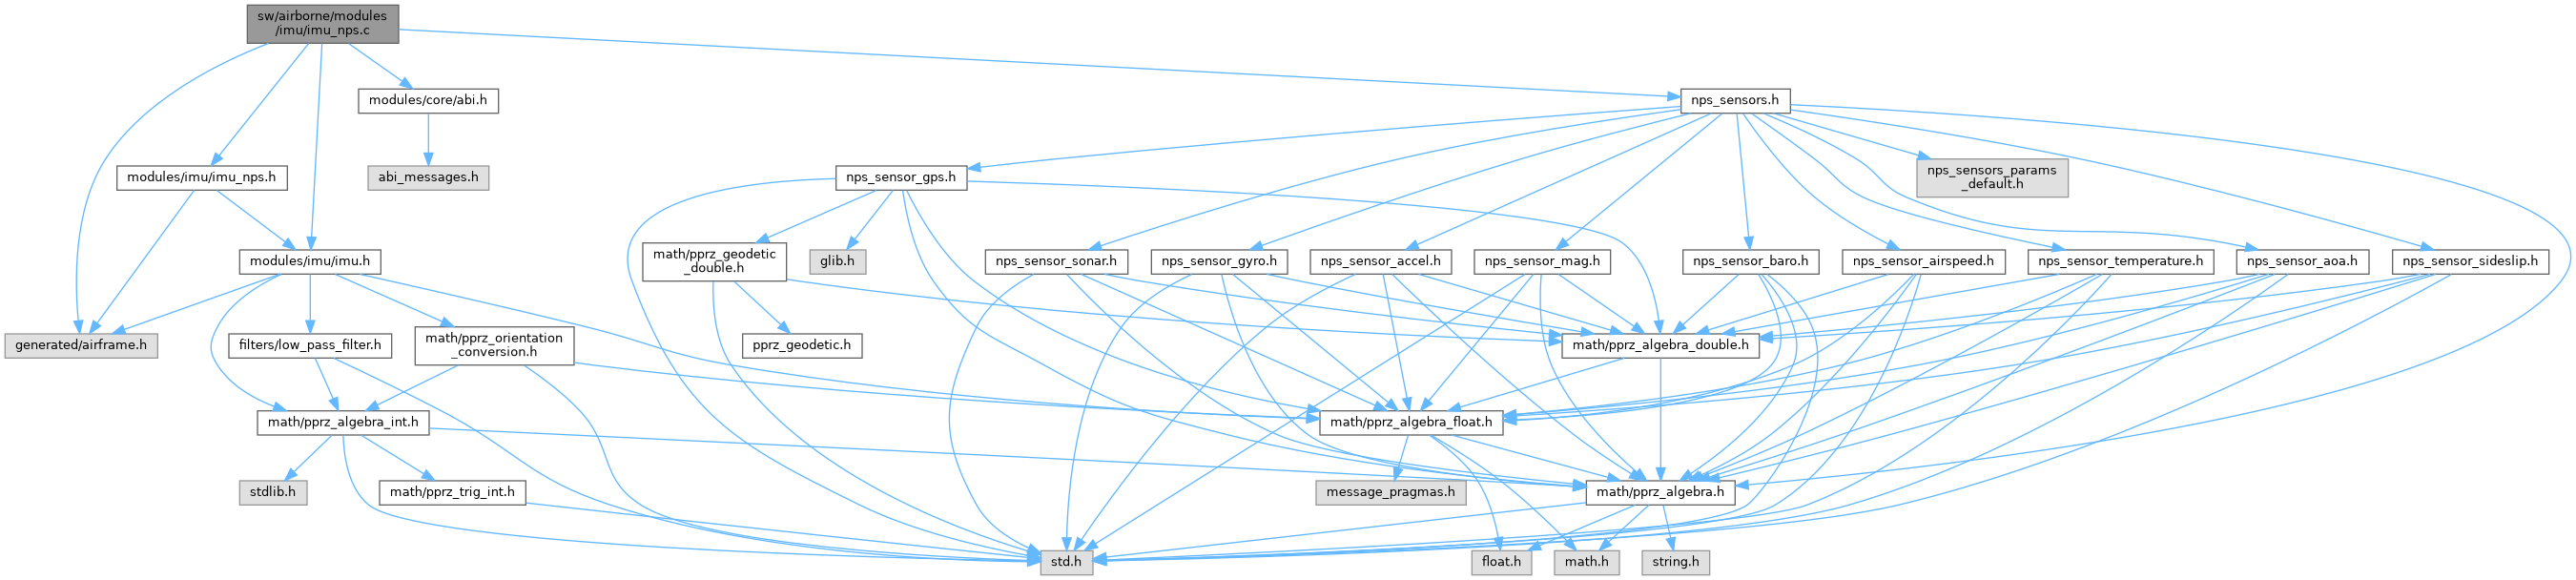 sw/airborne/modules
/imu/imu_nps.c
modules/core/abi.h
nps_sensors.h
modules/imu/imu_nps.h
abi_messages.h
nps_sensor_gps.h
nps_sensors_params
_default.h
modules/imu/imu.h
math/pprz_geodetic
_double.h
glib.h
nps_sensor_sonar.h
nps_sensor_gyro.h
nps_sensor_accel.h
nps_sensor_mag.h
nps_sensor_baro.h
nps_sensor_airspeed.h
nps_sensor_temperature.h
nps_sensor_aoa.h
nps_sensor_sideslip.h
generated/airframe.h
filters/low_pass_filter.h
math/pprz_orientation
_conversion.h
pprz_geodetic.h
math/pprz_algebra_double.h
math/pprz_algebra_int.h
math/pprz_algebra_float.h
stdlib.h
math/pprz_trig_int.h
message_pragmas.h
math/pprz_algebra.h
std.h
float.h
math.h
string.h